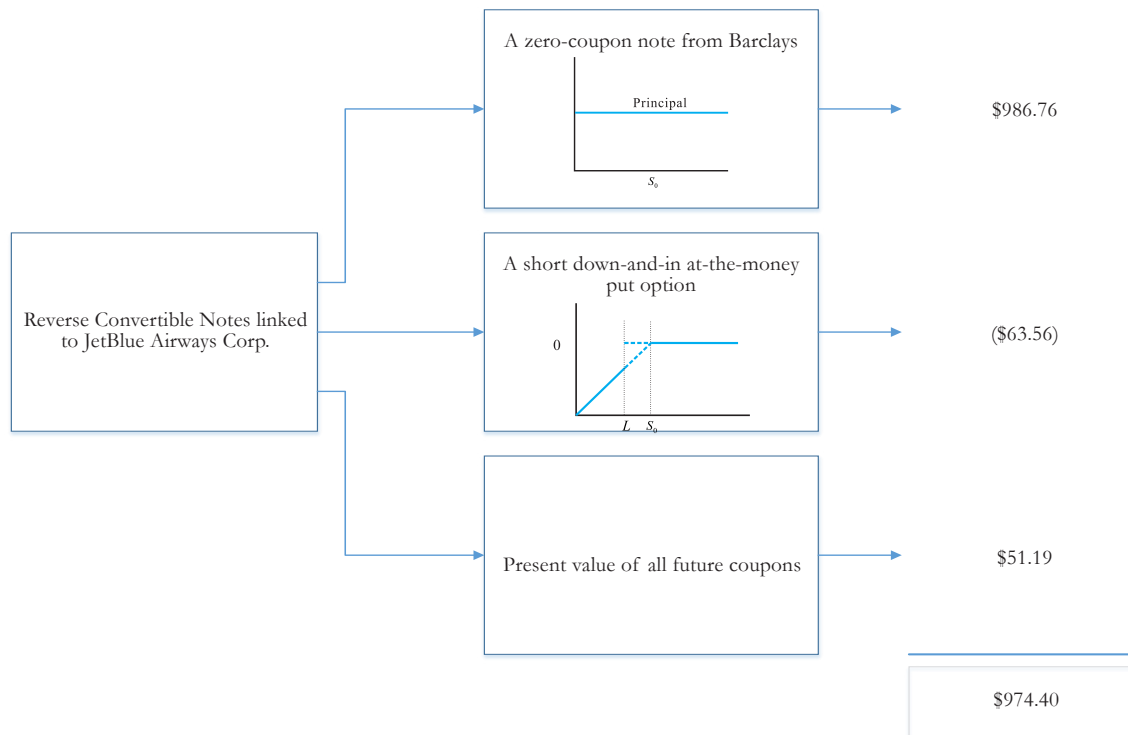 A zero-coupon note from Barclays
Principal
S₀
$986.76
Reverse Convertible Notes linked
to JetBlue Airways Corp.
A short down-and-in at-the-money
put option
0
L S₀
($63.56)
Present value of all future coupons
$51.19
$974.40